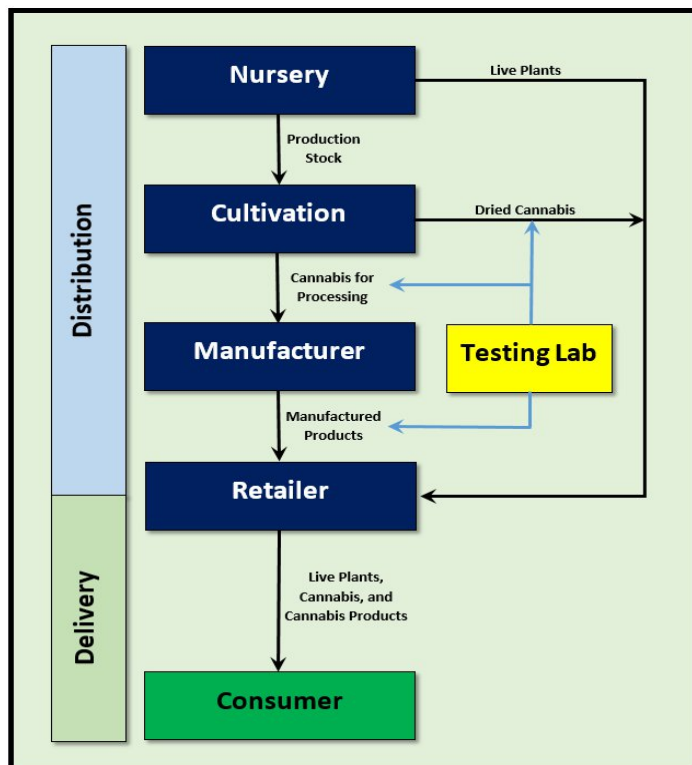 Nursery
Live Plants
Production
Stock
Cultivation
Dried Cannabis
Distribution
Cannabis for
Processing
Manufacturer
Testing Lab
Manufactured
Products
Retailer
Live Plants,
Cannabis, and
Cannabis Products
Delivery
Consumer